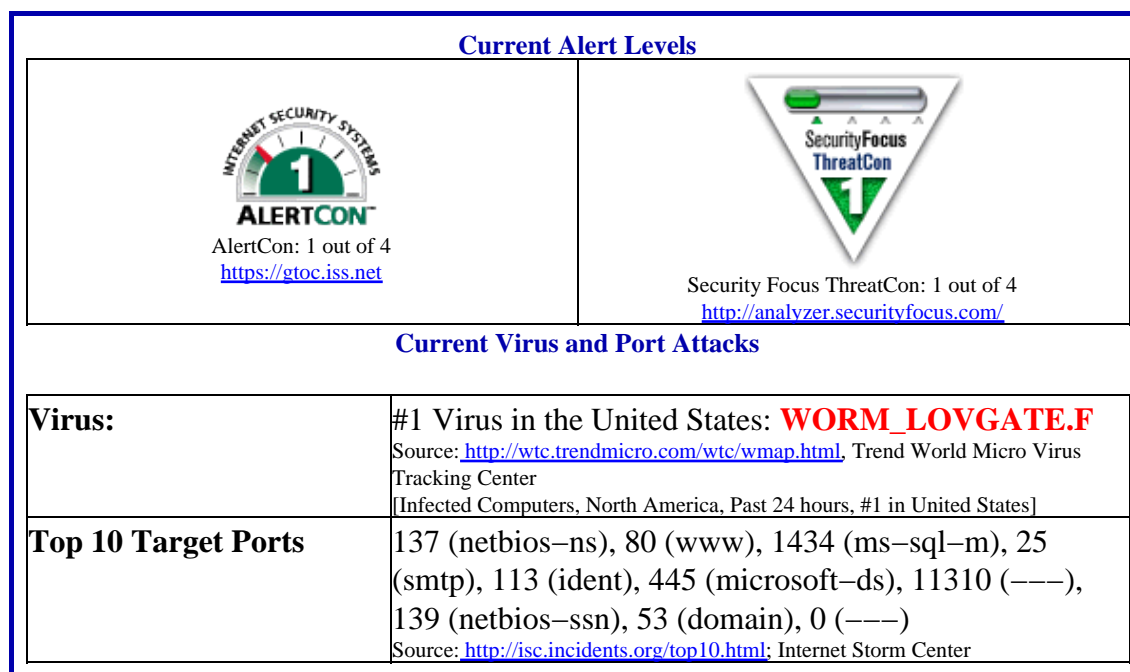 Current Alert Levels
INTERNET SECURITY SYSTEMS
1
ALERTCON™
AlertCon: 1 out of 4
https://gtoc.iss.net
SecurityFocus
ThreatCon
1
Security Focus ThreatCon: 1 out of 4
http://analyzer.securityfocus.com/
Current Virus and Port Attacks
Virus:
#1 Virus in the United States: WORM_LOVGATE.F
Source: http://wtc.trendmicro.com/wtc/wmap.html, Trend World Micro Virus
Tracking Center
[Infected Computers, North America, Past 24 hours, #1 in United States]
Top 10 Target Ports
137 (netbios−ns), 80 (www), 1434 (ms−sql−m), 25
(smtp), 113 (ident), 445 (microsoft−ds), 11310 (−−−),
139 (netbios−ssn), 53 (domain), 0 (−−−)
Source: http://isc.incidents.org/top10.html; Internet Storm Center